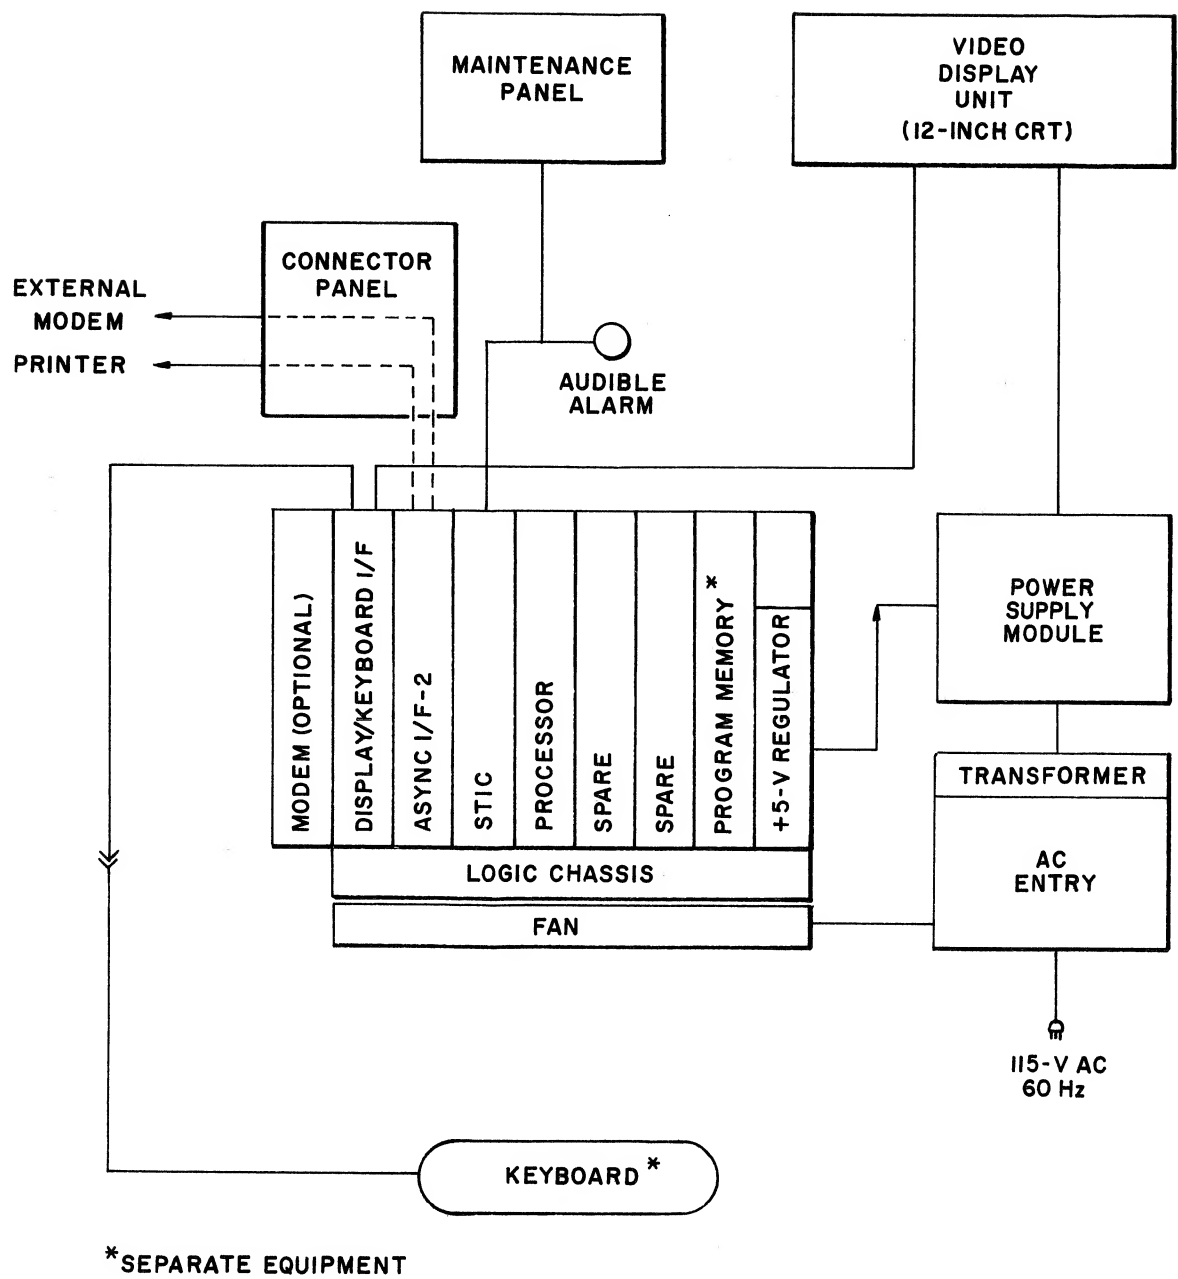 MAINTENANCE
PANEL
VIDEO
DISPLAY
UNIT
(12-INCH CRT)
CONNECTOR
PANEL
EXTERNAL
MODEM
PRINTER
AUDIBLE
ALARM
MODEM (OPTIONAL)
DISPLAY/KEYBOARD I/F
ASYNC I/F-2
STIC
PROCESSOR
SPARE
SPARE
PROGRAM MEMORY*
+5-V REGULATOR
POWER
SUPPLY
MODULE
TRANSFORMER
AC
ENTRY
LOGIC CHASSIS
FAN
115-V AC
60 Hz
KEYBOARD*
*SEPARATE EQUIPMENT